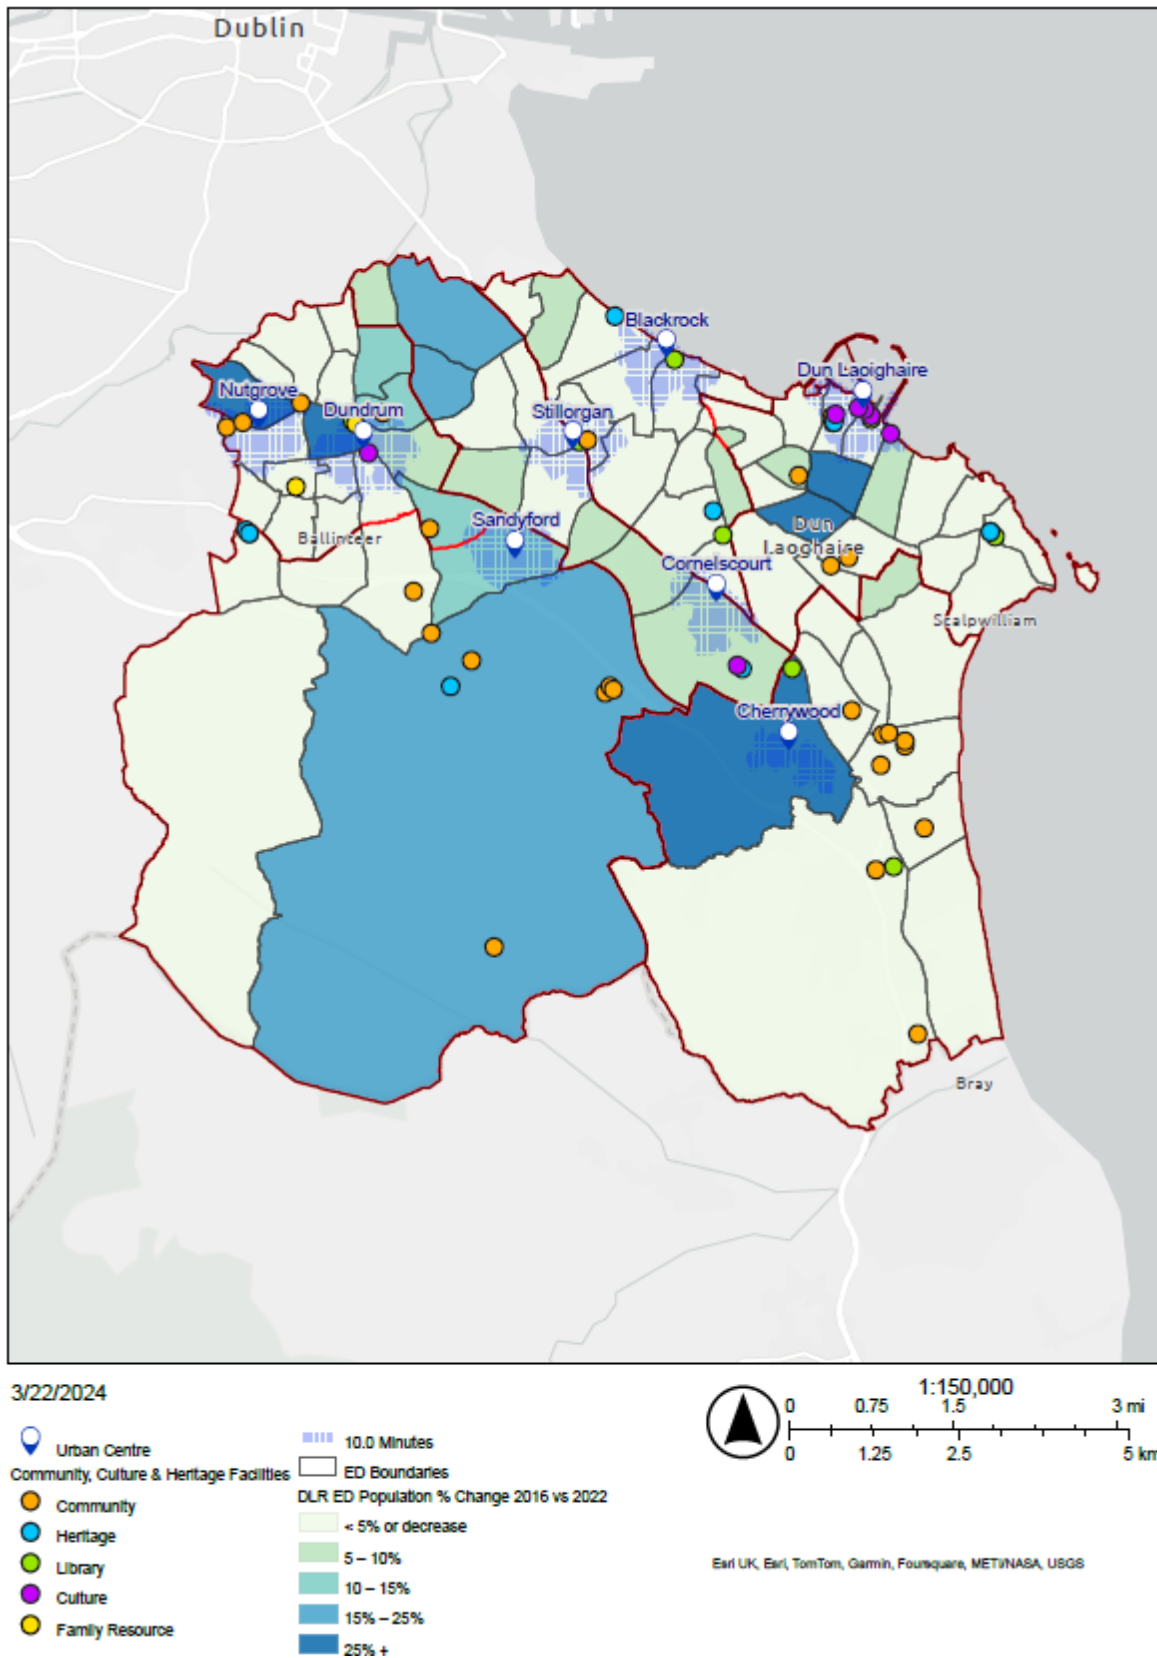 Dublin
Blackrock
Dun Laoighaire
Nutgrove
Dundrum
Stillorgan
Sandyford
Ballinteer
Dun
Laoghaire
Cornelscourt
Scalpwilliam
Cherrywood
Bray
3/22/2024
Urban Centre
Community, Culture & Heritage Facilities
Community
Heritage
Library
Culture
Family Resource
10.0 Minutes
ED Boundaries
DLR ED Population % Change 2016 vs 2022
< 5% or decrease
5 – 10%
10 – 15%
15% – 25%
25% +
1:150,000
0 0.75 1.5 3 mi
0 1.25 2.5 5 km
Esri UK, Esri, TomTom, Garmin, Foursquare, METI/NASA, USGS